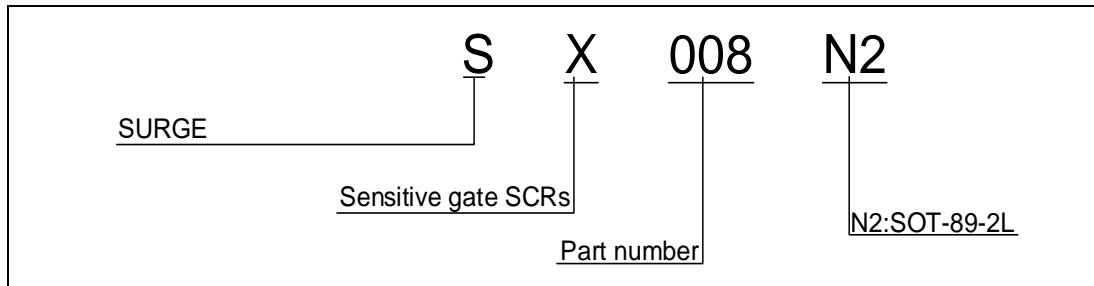 S X 008 N2
SURGE
Sensitive gate SCRs
N2:SOT-89-2L
Part number